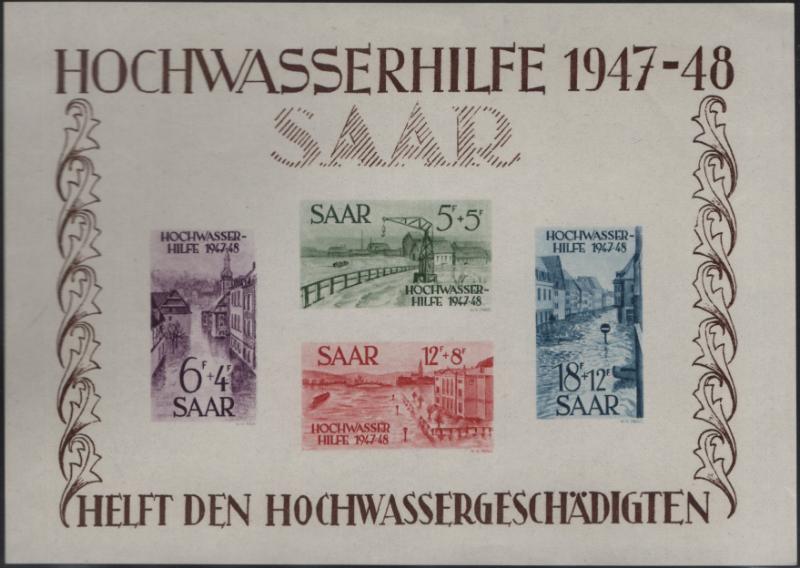 HOCHWASSERHILFE 1947-48
SAAR
HOCHWASSER-
HILFE 1947-48
6F+4F
SAAR
SAAR 5F+5F
HOCHWASSER-
HILFE 1947-48
SAAR 12F+8F
HOCHWASSER
HILFE 1947-48
HOCHWASSER-
HILFE 1947-48
18F+12F
SAAR
HELFT DEN HOCHWASSERGESCHÄDIGTEN